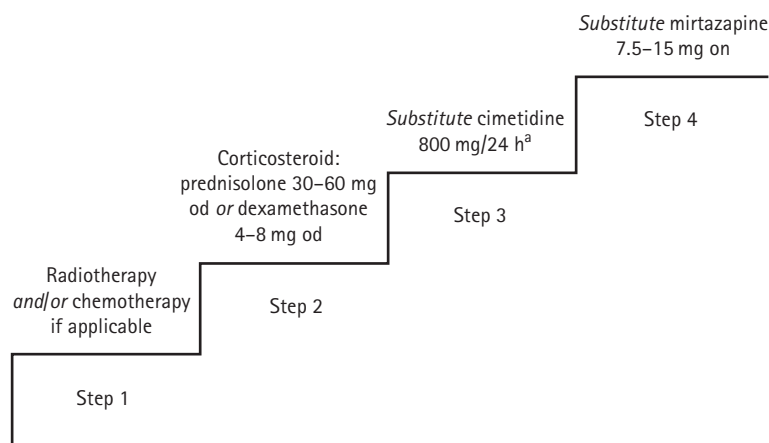 Radiotherapy
and/or chemotherapy
if applicable
Step 1
Corticosteroid:
prednisolone 30–60 mg
od or dexamethasone
4–8 mg od
Step 2
Substitute cimetidine
800 mg/24 hᵃ
Step 3
Substitute mirtazapine
7.5–15 mg on
Step 4